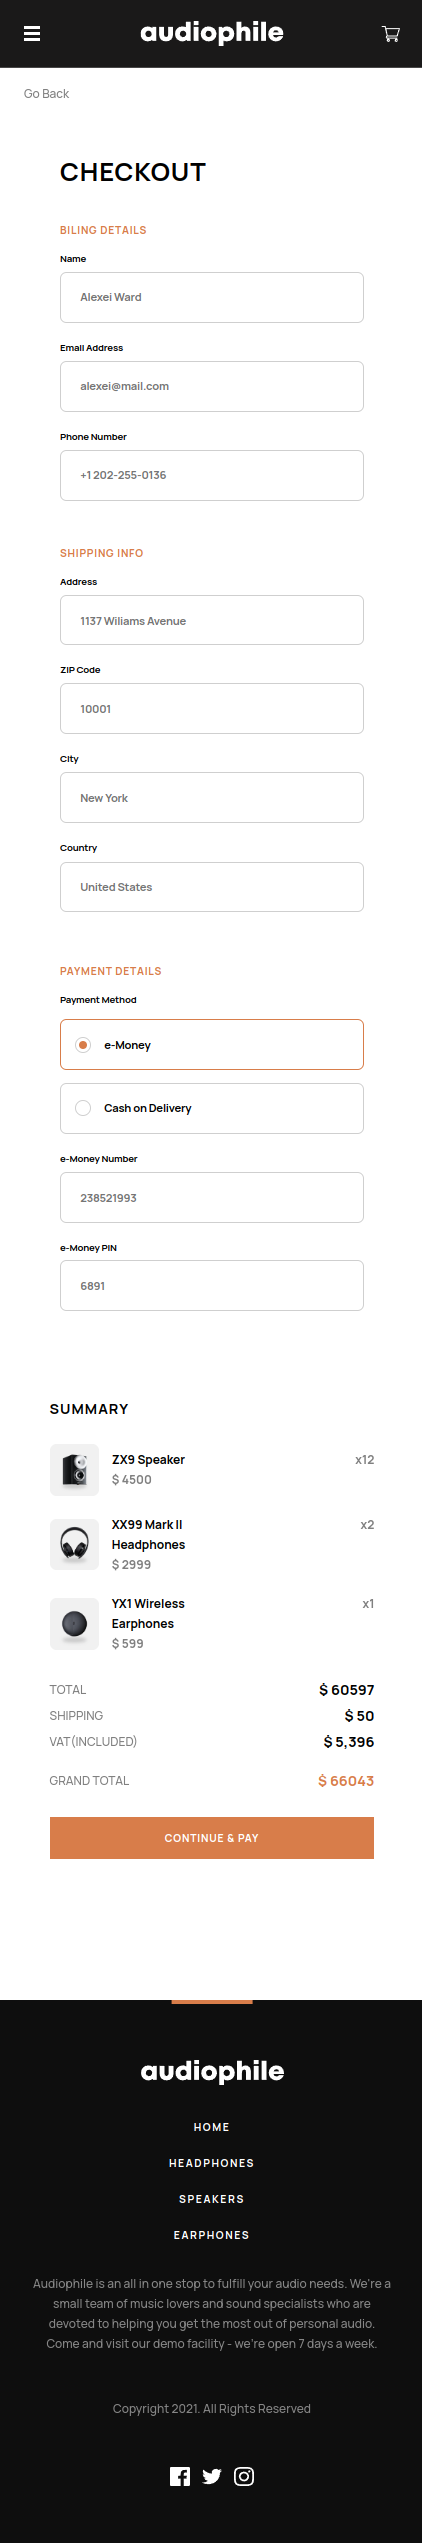 audiophile
Go Back
CHECKOUT
BILING DETAILS
Name
Alexei Ward
Email Address
alexei@mail.com
Phone Number
+1 202-255-0136
SHIPPING INFO
Address
1137 Wiliams Avenue
ZIP Code
10001
City
New York
Country
United States
PAYMENT DETAILS
Payment Method
e-Money
Cash on Delivery
e-Money Number
238521993
e-Money PIN
6891
SUMMARY
ZX9 Speaker x12
$ 4500
XX99 Mark II x2
Headphones
$ 2999
YX1 Wireless x1
Earphones
$ 599
TOTAL $ 60597
SHIPPING $ 50
VAT(INCLUDED) $ 5,396
GRAND TOTAL $ 66043
CONTINUE & PAY
audiophile
HOME
HEADPHONES
SPEAKERS
EARPHONES
Audiophile is an all in one stop to fulfill your audio needs. We're a
small team of music lovers and sound specialists who are
devoted to helping you get the most out of personal audio.
Come and visit our demo facility - we're open 7 days a week.
Copyright 2021. All Rights Reserved